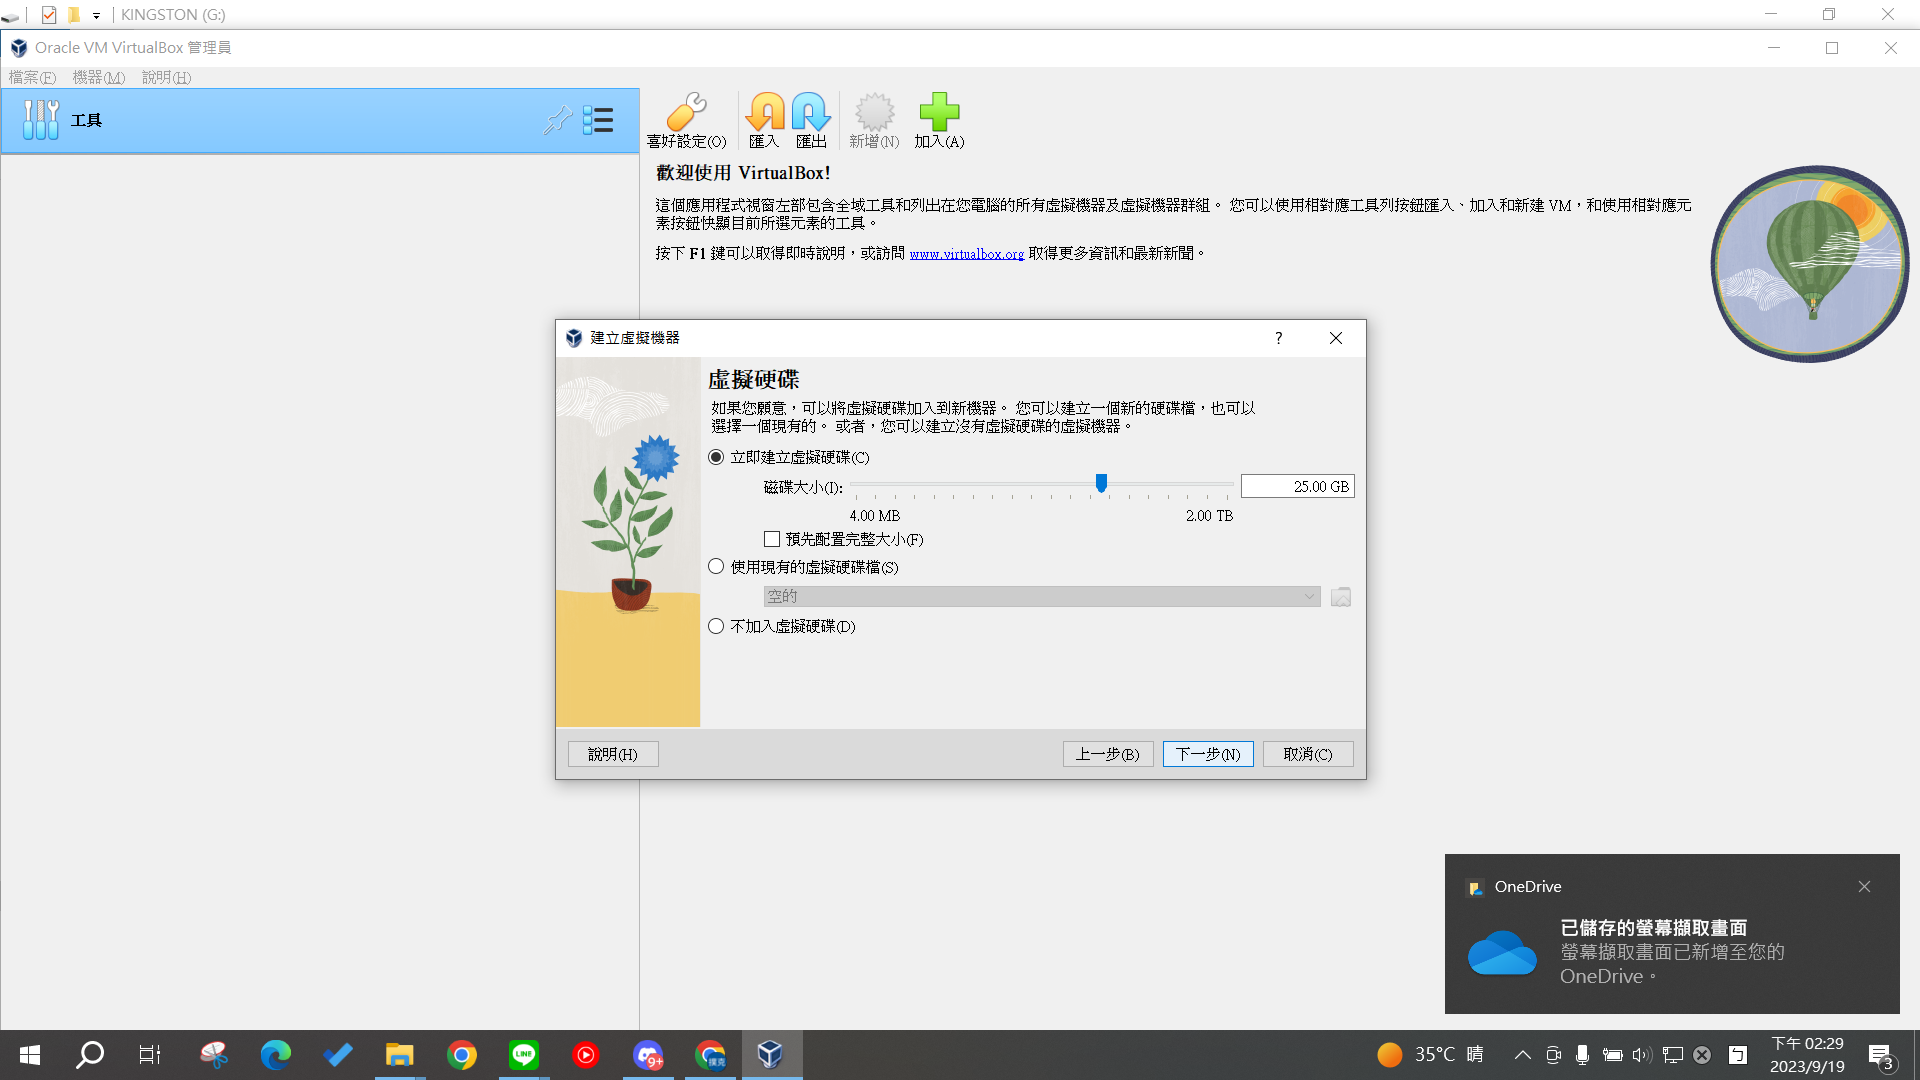 KINGSTON (G:)
Oracle VM VirtualBox 管理員
檔案(F) 機器(M) 說明(H)
工具
喜好設定(O) 匯入 匯出 新增(N) 加入(A)
歡迎使用 VirtualBox!
這個應用程式視窗左部包含全域工具和列出在您電腦的所有虛擬機器及虛擬機器群組。 您可以使用相對應工具列按鈕匯入、加入和新建 VM，和使用相對應元
素按鈕快顯目前所選元素的工具。
按下 F1 鍵可以取得即時說明，或訪問 www.virtualbox.org 取得更多資訊和最新新聞。
建立虛擬機器
?
虛擬硬碟
如果您願意，可以將虛擬硬碟加入到新機器。 您可以建立一個新的硬碟檔，也可以
選擇一個現有的。 或者，您可以建立沒有虛擬硬碟的虛擬機器。
立即建立虛擬硬碟(C)
磁碟大小(I): 25.00 GB
4.00 MB 2.00 TB
預先配置完整大小(F)
使用現有的虛擬硬碟檔(S)
空的
不加入虛擬硬碟(D)
說明(H) 上一步(B) 下一步(N) 取消(C)
OneDrive
已儲存的螢幕擷取畫面
螢幕擷取畫面已新增至您的
OneDrive。
LINE
9+
撲克
35°C 晴
ㄅ
下午 02:29
2023/9/19
3